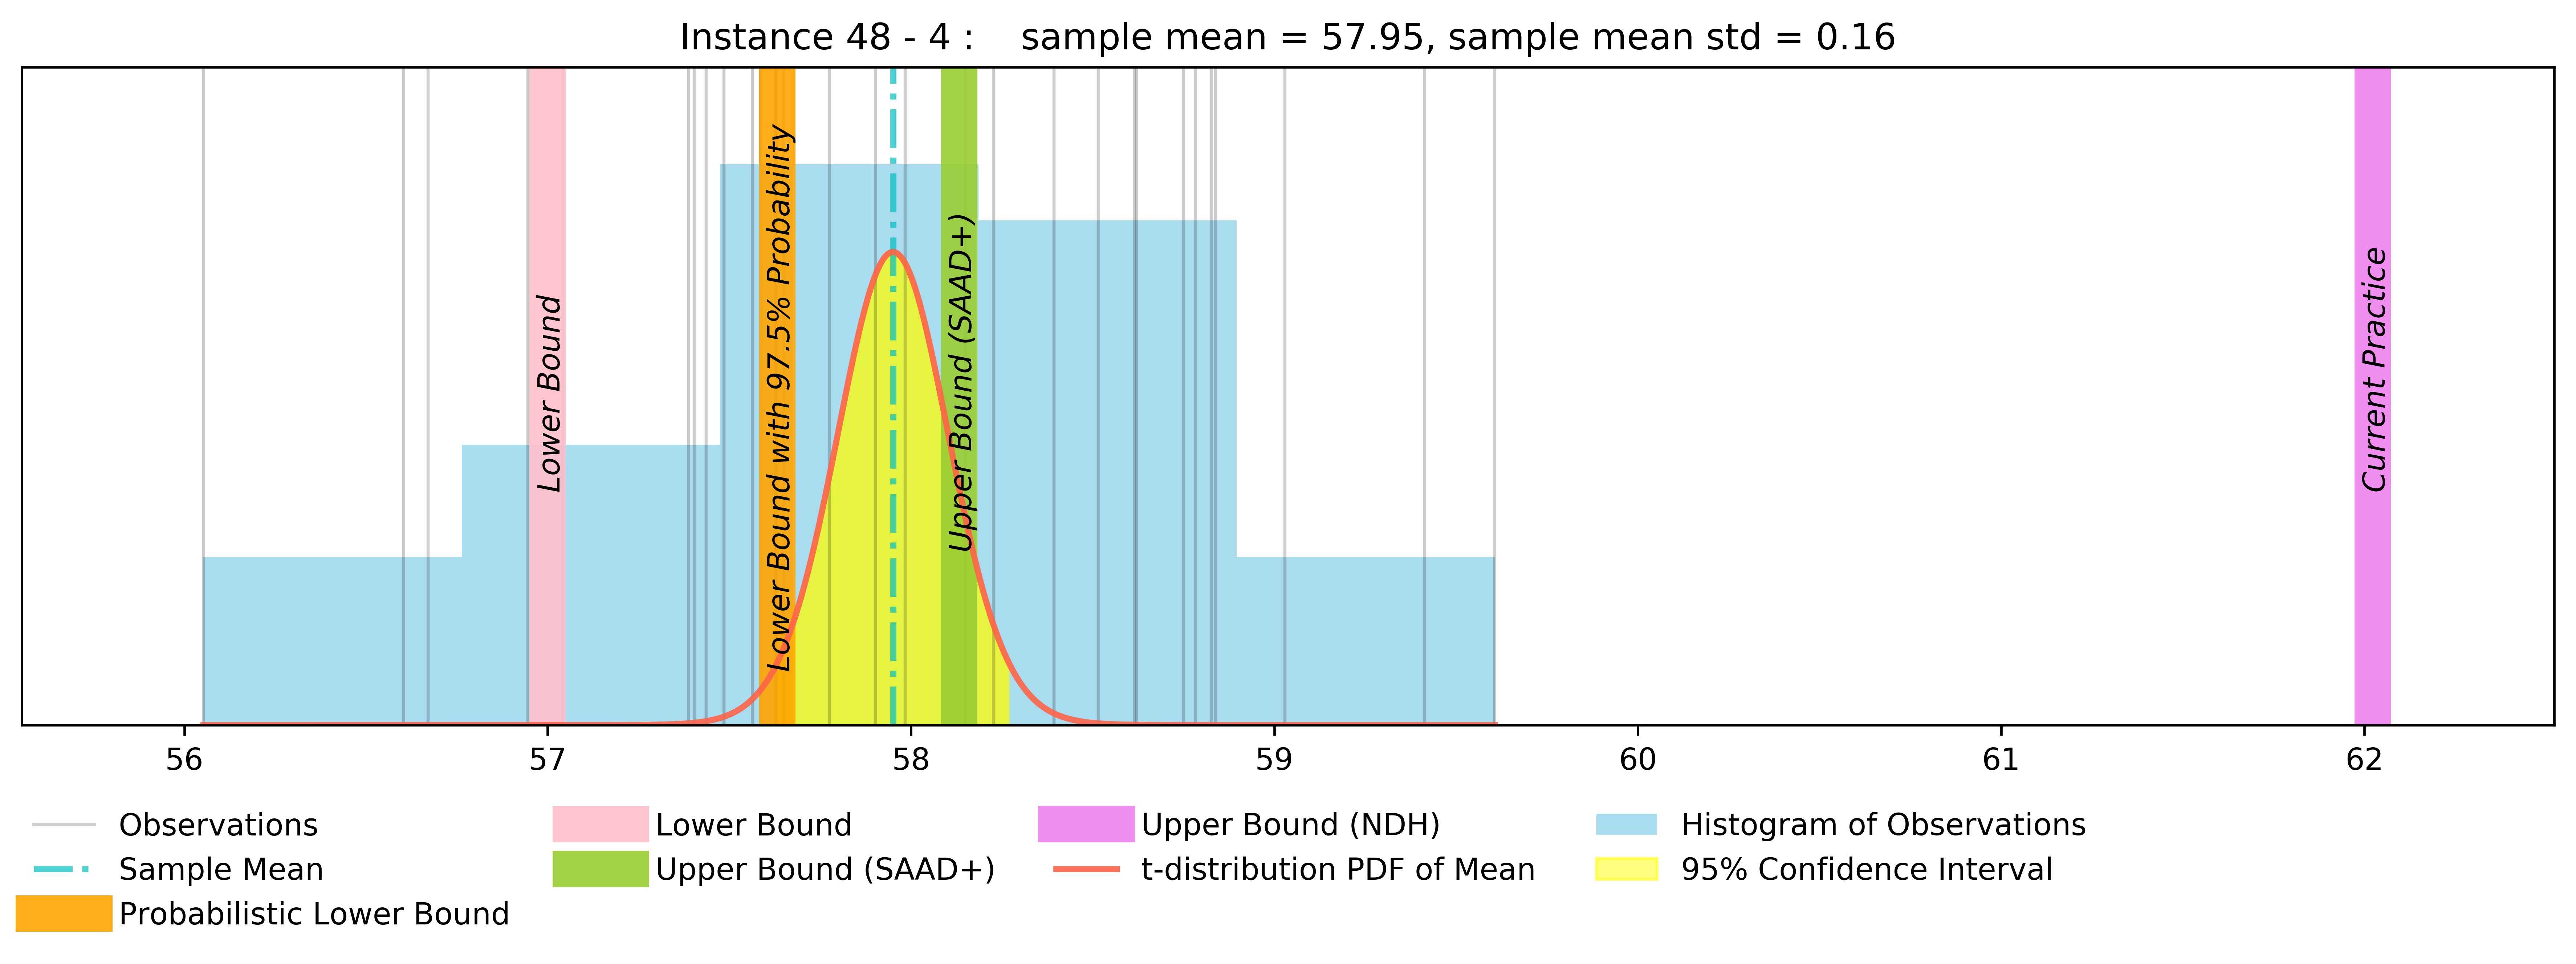 Instance 48 - 4 :    sample mean = 57.95, sample mean std = 0.16
Lower Bound
Lower Bound with 97.5% Probability
Upper Bound (SAAD+)
Current Practice
56 57 58 59 60 61 62
Observations
Sample Mean
Probabilistic Lower Bound
Lower Bound
Upper Bound (SAAD+)
Upper Bound (NDH)
t-distribution PDF of Mean
Histogram of Observations
95% Confidence Interval